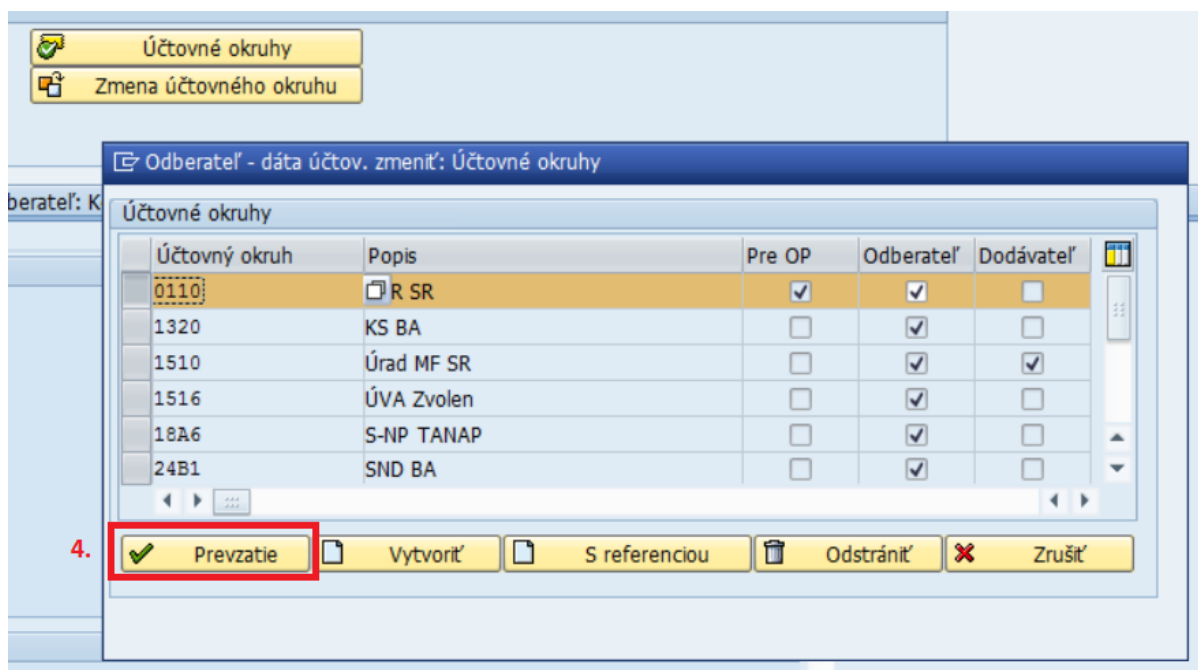 Účtovné okruhy
Zmena účtovného okruhu
Odberateľ - dáta účtov. zmeniť: Účtovné okruhy
berateľ: K
Účtovné okruhy
Účtovný okruh Popis Pre OP Odberateľ Dodávateľ
0110 R SR
1320 KS BA
1510 Úrad MF SR
1516 ÚVA Zvolen
18A6 S-NP TANAP
24B1 SND BA
4. Prevzatie Vytvoriť S referenciou Odstrániť Zrušiť